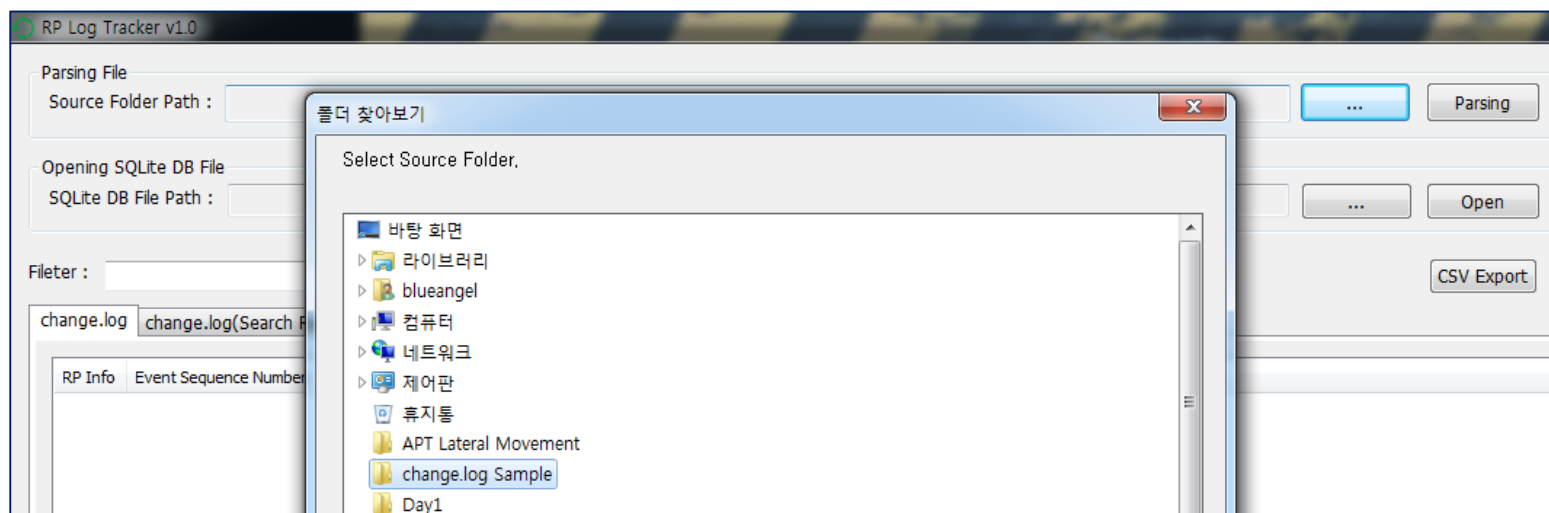 RP Log Tracker v1.0
Parsing File
Source Folder Path :
...
Parsing
폴더 찾아보기
X
Select Source Folder,
Opening SQLite DB File
SQLite DB File Path :
...
Open
Fileter :
CSV Export
change.log
change.log(Search
RP Info Event Sequence Number
바탕 화면
라이브러리
blueangel
컴퓨터
네트워크
제어판
휴지통
APT Lateral Movement
change.log Sample
Day1